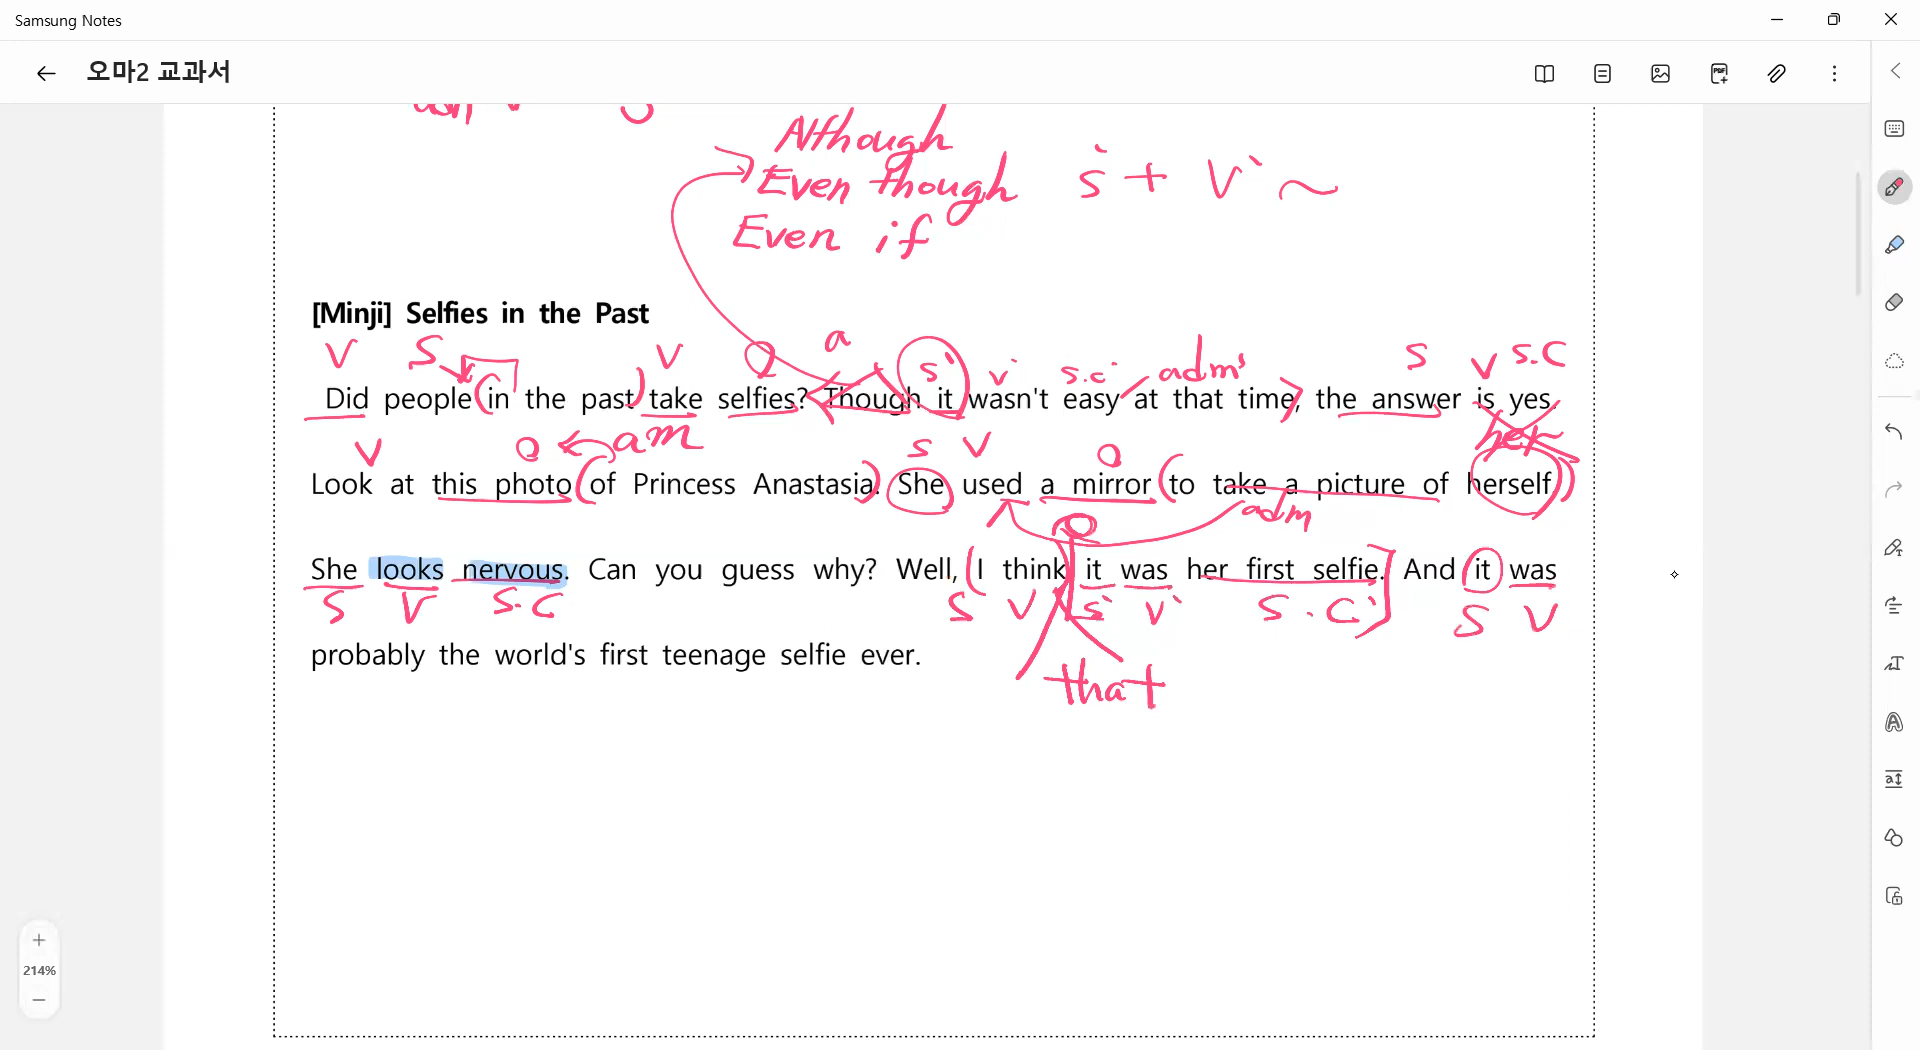 Samsung Notes
오마2 교과서
PDF
Although
Even though s' + v' ~
Even if
[Minji] Selfies in the Past
V S V O a s' v' s.c' adm' S V S.C
Did people in the past take selfies? Though it wasn't easy at that time, the answer is yes.
V O am S V O her
Look at this photo of Princess Anastasia. She used a mirror to take a picture of herself.
adm
O
She looks nervous. Can you guess why? Well, I think it was her first selfie. And it was
S V S.C S V s' v' S.C' S V
probably the world's first teenage selfie ever.
that
214%